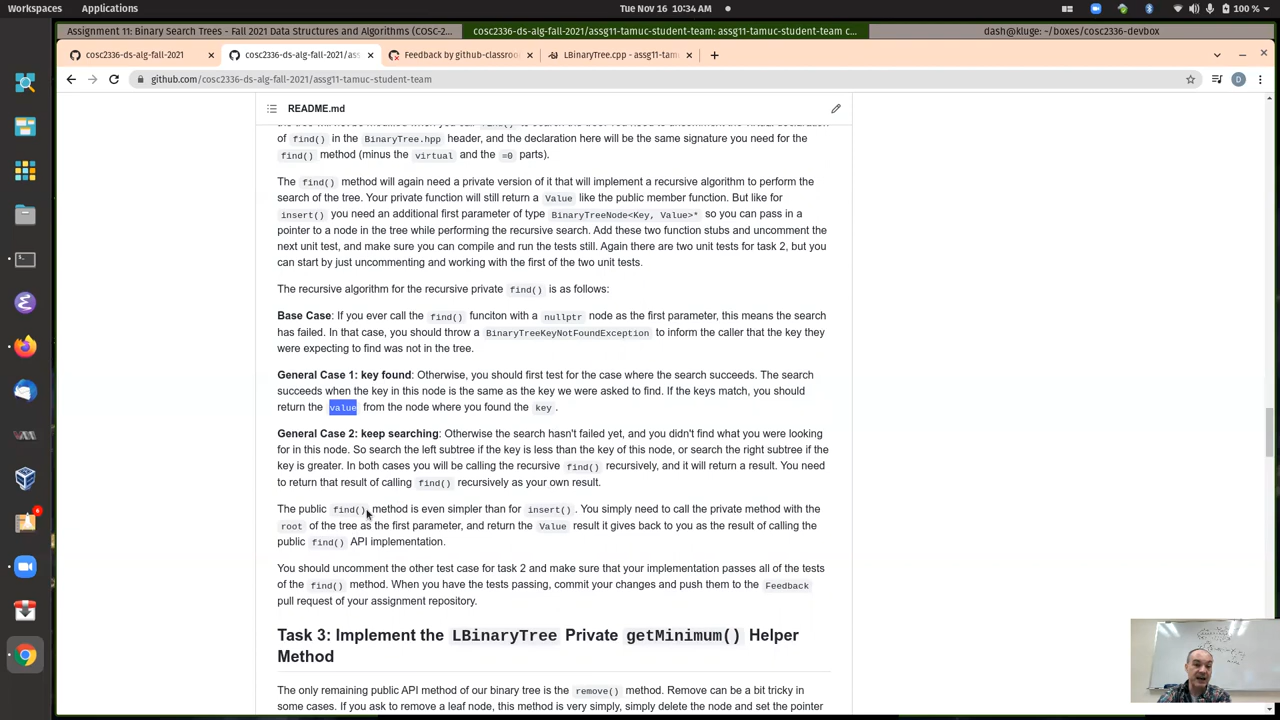 Workspaces Applications Tue Nov 16 10:34 AM 100 %
Assignment 11: Binary Search Trees - Fall 2021 Data Structures and Algorithms (COSC-2... cosc2336-ds-alg-fall-2021/assg11-tamuc-student-team: assg11-tamuc-student-team c... dash@kluge: ~/boxes/cosc2336-devbox
cosc2336-ds-alg-fall-2021 cosc2336-ds-alg-fall-2021/ass Feedback by github-classroo LBinaryTree.cpp - assg11-tam
github.com/cosc2336-ds-alg-fall-2021/assg11-tamuc-student-team D
README.md
of find() in the BinaryTree.hpp header, and the declaration here will be the same signature you need for the
find() method (minus the virtual and the =0 parts).
The find() method will again need a private version of it that will implement a recursive algorithm to perform the
search of the tree. Your private function will still return a Value like the public member function. But like for
insert() you need an additional first parameter of type BinaryTreeNode<Key, Value>* so you can pass in a
pointer to a node in the tree while performing the recursive search. Add these two function stubs and uncomment the
next unit test, and make sure you can compile and run the tests still. Again there are two unit tests for task 2, but you
can start by just uncommenting and working with the first of the two unit tests.
The recursive algorithm for the recursive private find() is as follows:
Base Case: If you ever call the find() funciton with a nullptr node as the first parameter, this means the search
has failed. In that case, you should throw a BinaryTreeKeyNotFoundException to inform the caller that the key they
were expecting to find was not in the tree.
General Case 1: key found: Otherwise, you should first test for the case where the search succeeds. The search
succeeds when the key in this node is the same as the key we were asked to find. If the keys match, you should
return the value from the node where you found the key .
General Case 2: keep searching: Otherwise the search hasn't failed yet, and you didn't find what you were looking
for in this node. So search the left subtree if the key is less than the key of this node, or search the right subtree if the
key is greater. In both cases you will be calling the recursive find() recursively, and it will return a result. You need
to return that result of calling find() recursively as your own result.
The public find() method is even simpler than for insert() . You simply need to call the private method with the
root of the tree as the first parameter, and return the Value result it gives back to you as the result of calling the
public find() API implementation.
You should uncomment the other test case for task 2 and make sure that your implementation passes all of the tests
of the find() method. When you have the tests passing, commit your changes and push them to the Feedback
pull request of your assignment repository.
Task 3: Implement the LBinaryTree Private getMinimum() Helper
Method
The only remaining public API method of our binary tree is the remove() method. Remove can be a bit tricky in
some cases. If you ask to remove a leaf node, this method is very simply, simply delete the node and set the pointer